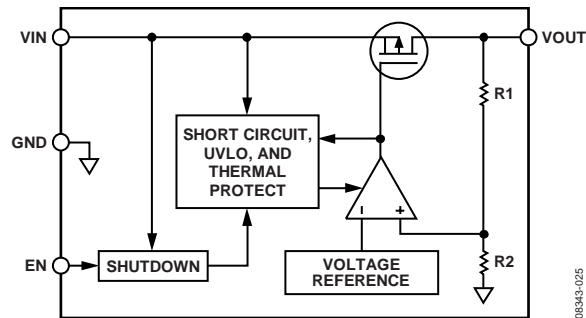 VIN
VOUT
R1
GND
SHORT CIRCUIT,
UVLO, AND
THERMAL
PROTECT
EN
SHUTDOWN
VOLTAGE
REFERENCE
R2
08343-025